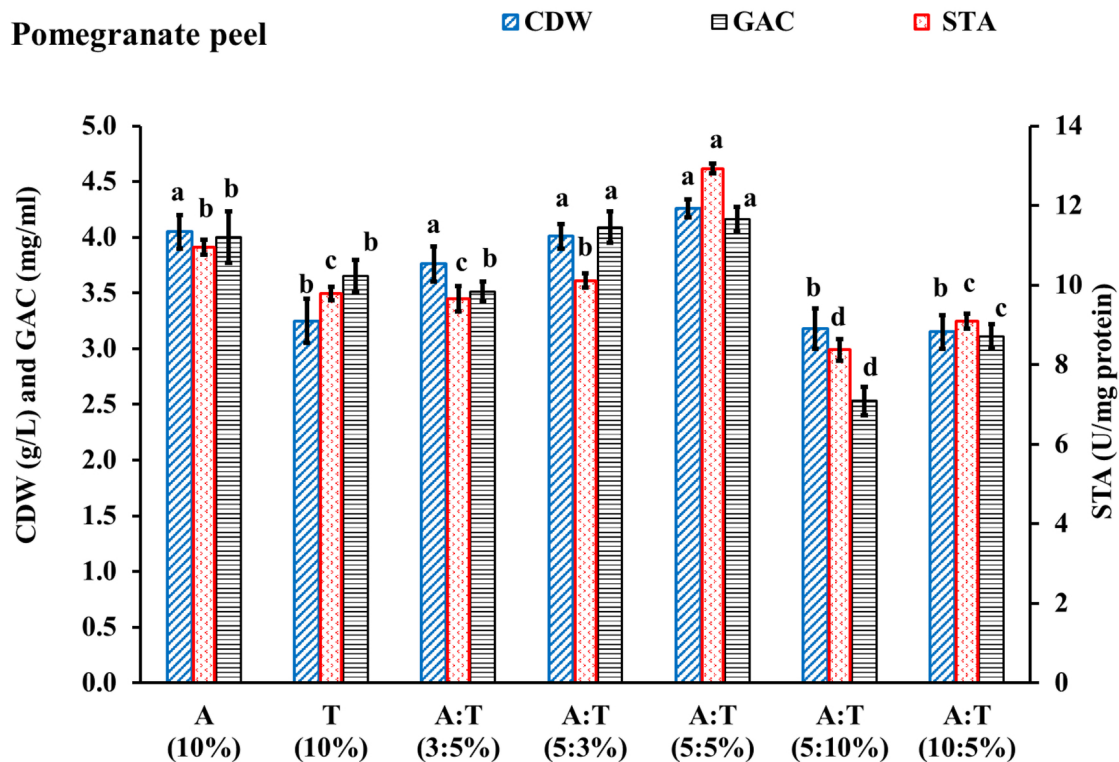 Pomegranate peel
CDW GAC STA
CDW (g/L) and GAC (mg/ml)
5.0
4.5
4.0
3.5
3.0
2.5
2.0
1.5
1.0
0.5
0.0
a b b
b c b
a c b
a b a
a a a
b d d
b c c
14
12
10
8
6
4
2
0
STA (U/mg protein)
A T A:T A:T A:T A:T A:T
(10%) (10%) (3:5%) (5:3%) (5:5%) (5:10%) (10:5%)